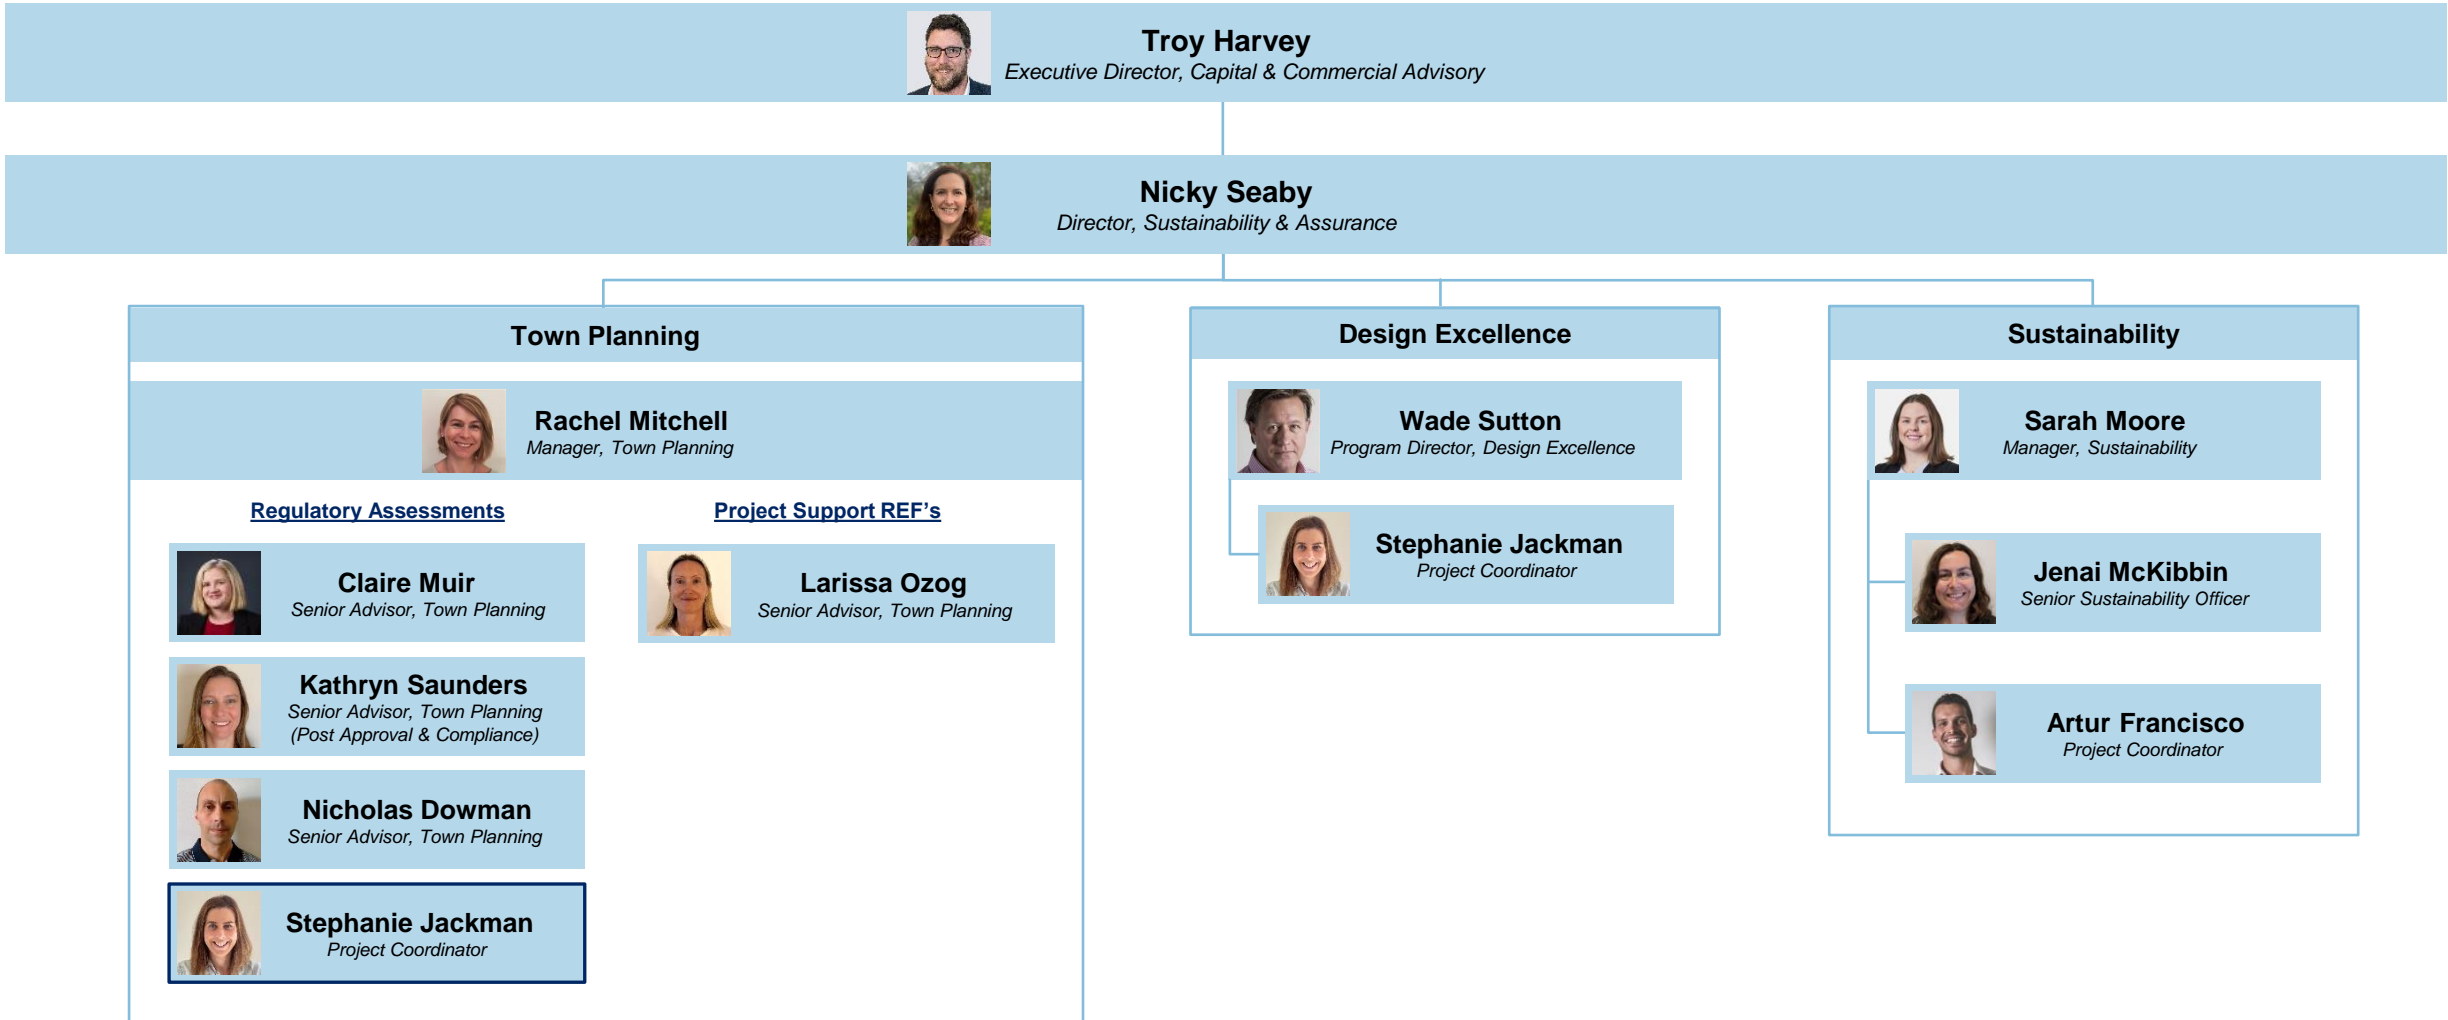 Troy Harvey
Executive Director, Capital & Commercial Advisory
Nicky Seaby
Director, Sustainability & Assurance
Town Planning
Rachel Mitchell
Manager, Town Planning
Regulatory Assessments
Claire Muir
Senior Advisor, Town Planning
Kathryn Saunders
Senior Advisor, Town Planning
(Post Approval & Compliance)
Nicholas Dowman
Senior Advisor, Town Planning
Stephanie Jackman
Project Coordinator
Project Support REF’s
Larissa Ozog
Senior Advisor, Town Planning
Design Excellence
Wade Sutton
Program Director, Design Excellence
Stephanie Jackman
Project Coordinator
Sustainability
Sarah Moore
Manager, Sustainability
Jenai McKibbin
Senior Sustainability Officer
Artur Francisco
Project Coordinator